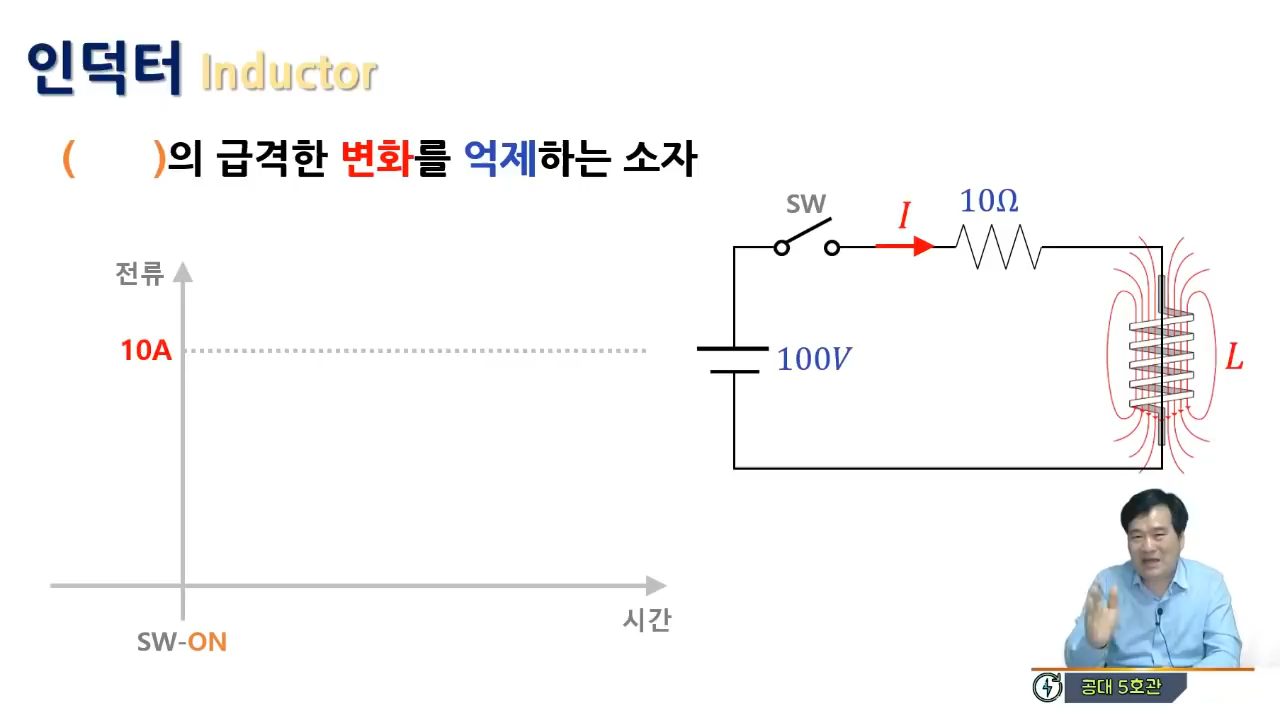 인덕터 Inductor
( )의 급격한 변화를 억제하는 소자
SW
I
10Ω
전류
10A
100V
L
시간
SW-ON
공대 5호관